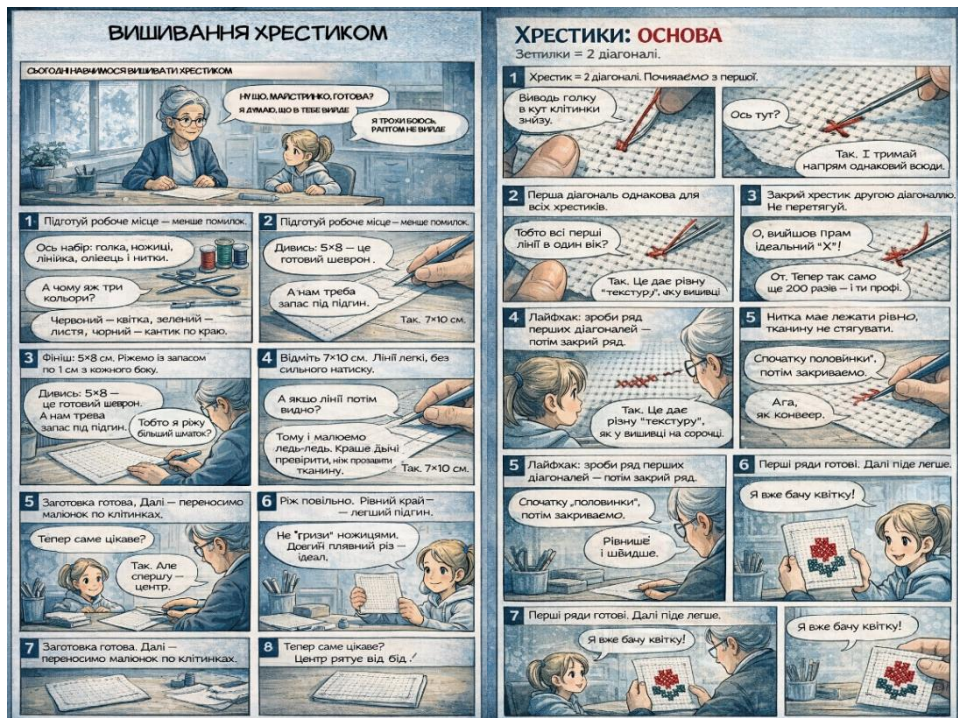 ВИШИВАННЯ ХРЕСТИКОМ
СЬОГОДНІ НАВЧИМОСЯ ВИШИВАТИ ХРЕСТИКОМ
НУ ЩО, МАЙСТРИНКО, ГОТОВА?
Я ДУМАЮ, ЩО В ТЕБЕ ВИЙДЕ
Я ТРОХИ БОЮСЬ,
РАПТОМ НЕ ВИЙДЕ
1 Підготуй робоче місце — менше помилок.
Ось набір: голка, ножиці,
лінійка, олівець і нитки.
А чому яж три
кольори?
Червоний — квітка, зелений —
листя, чорний — кантик по краю.
2 Підготуй робоче місце — менше помилок.
Дивись: 5×8 — це
готовий шеврон.
А нам треба
запас під підгин.
Так. 7×10 см.
3 Фініш: 5×8 см. Ріжемо із запасом
по 1 см з кожного боку.
Дивись: 5×8 —
це готовий шеврон.
А нам трева
запас під підгин.
Тобто я ріжу
більший шматок?
4 Відміть 7×10 см. Лінії легкі, без
сильного натиску.
А якшо лінії потім
видно?
Тому і малюємо
ледь-ледь. Краще двічі
превірити, ніж прозавити
тканину.
Так. 7×10 см.
5 Заготовка готова, Далі — переносимо
малюнок по клітинках.
Тепер саме цікаве?
Так. Але
спершу —
центр.
6 Ріж повільно. Рівний край —
— легший підгин.
Не "гризи" ножицями.
Довгий плявний різ —
ідеал.
7 Заготовка готова. Далі —
переносимо малюнок по клітинках.
8 Тепер саме цікаве?
Центр рятує від бід.!
ХРЕСТИКИ: ОСНОВА
Зетгилки = 2 діагоналі.
1 Хрестик = 2 діагоналі. Починаємо з першої.
Виводь голку
в кут клітинки
знизу.
Ось тут?
Так. І тримай
напрям однаковий всюди.
2 Перша діагональ однакова для
всіх хрестиків.
Тобто всі перші
лінії в один вік?
Так. Це дає рівну
"текстуру", у вишивці
3 Закрий хрестик другою діагоналлю.
Не перетягуй.
О, вийшов прам
ідеальний "Х"!
От. Тепер так само
ще 200 разів — і ти профі.
4 Лайфхак: зроби ряд
перших діагоналей —
потім закрий ряд.
Так. Це дає
різну "текстуру",
як у вишивці на сорочці.
5 Нитка має лежати рівно,
тканину не стягувати.
Спочатку половинки",
потім закриваємо.
Ага,
як конвеєр.
5 Лайфхак: зроби ряд перших
діагоналей — потім закрий ряд.
Спочатку „половинки",
потім закриваємо.
Рівнише
і швидше.
6 Перші ряди готові. Далі піде легше.
Я вже бачу квітку!
7 Перші ряди готові. Далі піде легше.
Я вже бачу квітку!
Я вже бачу квітку!